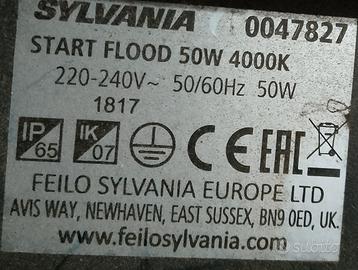 SYLVANIA 0047827
START FLOOD 50W 4000K
220-240V~ 50/60Hz 50W
1817
IP 65 IK 07 CE EAC
FEILO SYLVANIA EUROPE LTD
AVIS WAY, NEWHAVEN, EAST SUSSEX, BN9 0ED, UK.
www.feilosylvania.com
subito